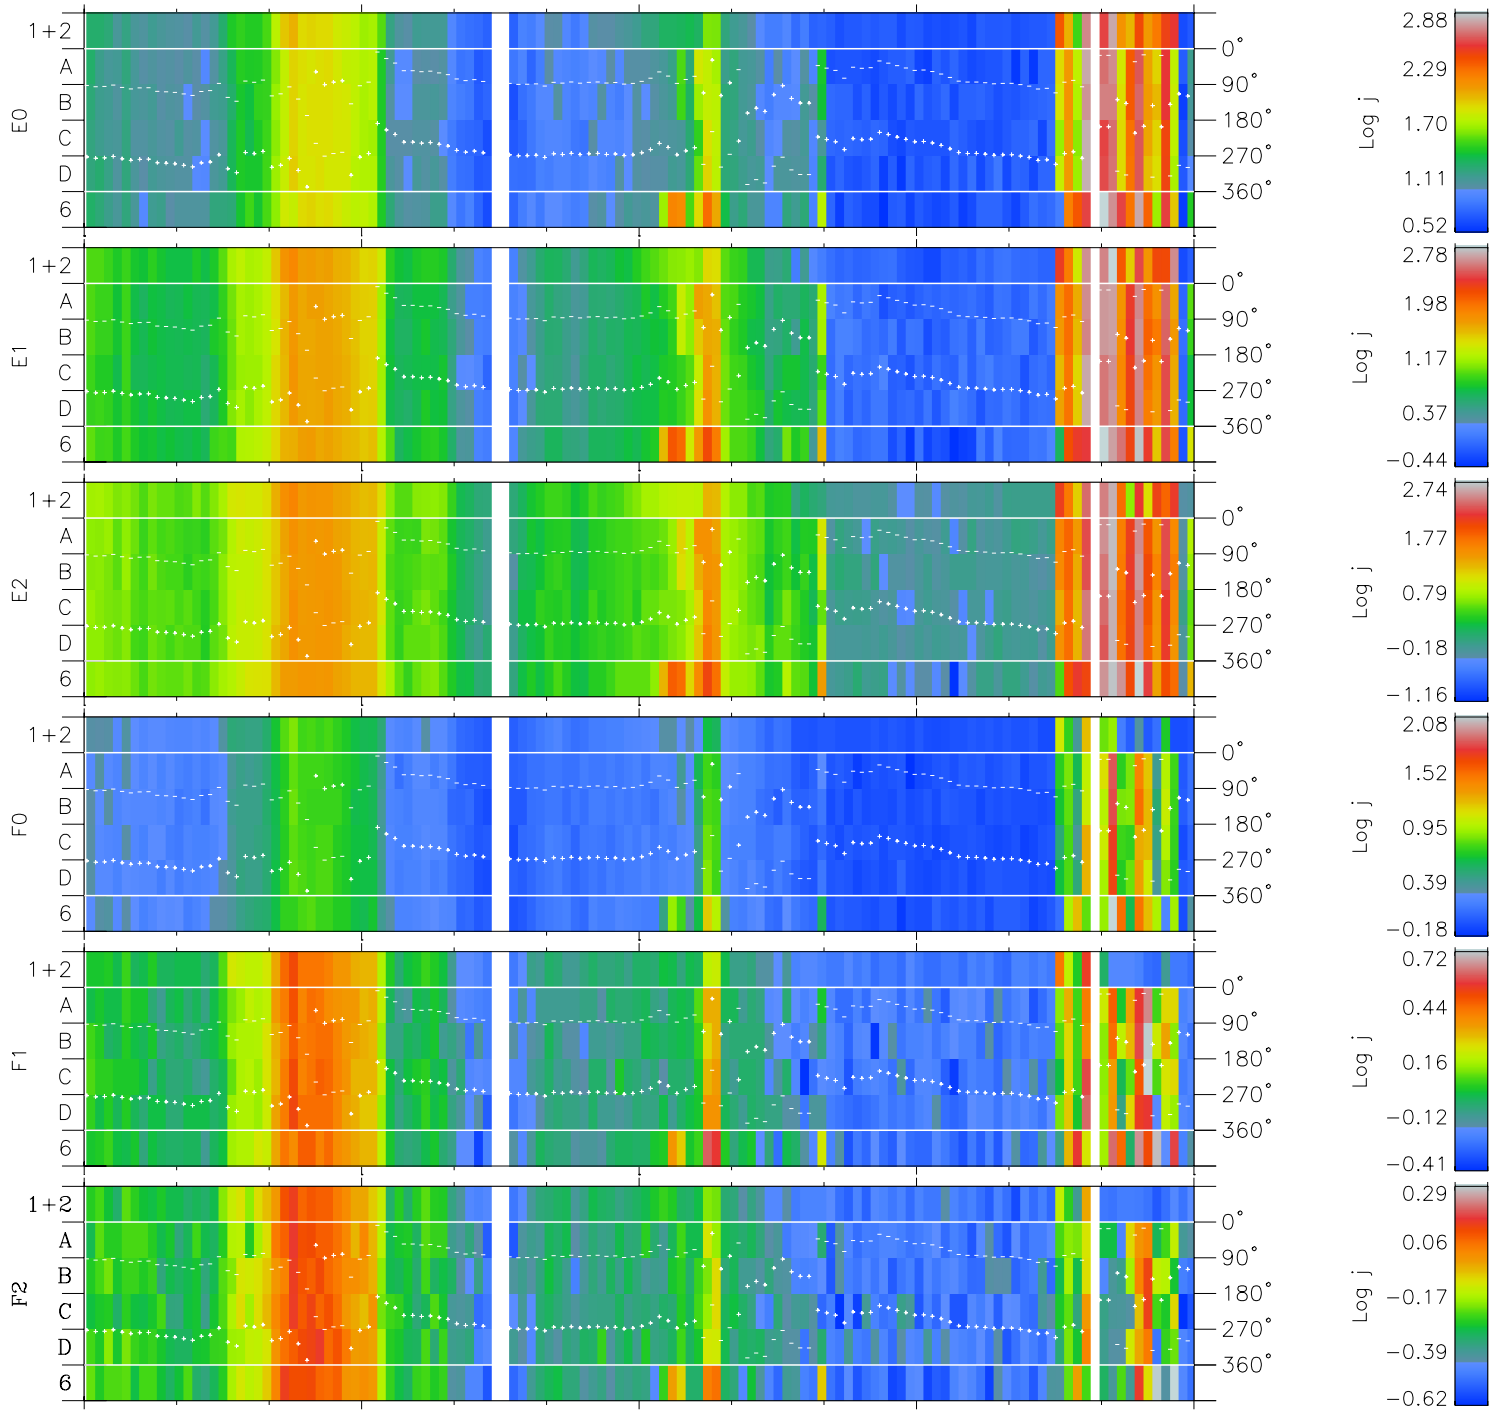 1+2
A
B
C
D
6
E0
0°
90°
180°
270°
360°
2.88
2.29
1.70
1.11
0.52
Log j
1+2
A
B
C
D
6
E1
0°
90°
180°
270°
360°
2.78
1.98
1.17
0.37
−0.44
Log j
1+2
A
B
C
D
6
E2
0°
90°
180°
270°
360°
2.74
1.77
0.79
−0.18
−1.16
Log j
1+2
A
B
C
D
6
F0
0°
90°
180°
270°
360°
2.08
1.52
0.95
0.39
−0.18
Log j
1+2
A
B
C
D
6
F1
0°
90°
180°
270°
360°
0.72
0.44
0.16
−0.12
−0.41
Log j
1+2
A
B
C
D
6
F2
0°
90°
180°
270°
360°
0.29
0.06
−0.17
−0.39
−0.62
Log j